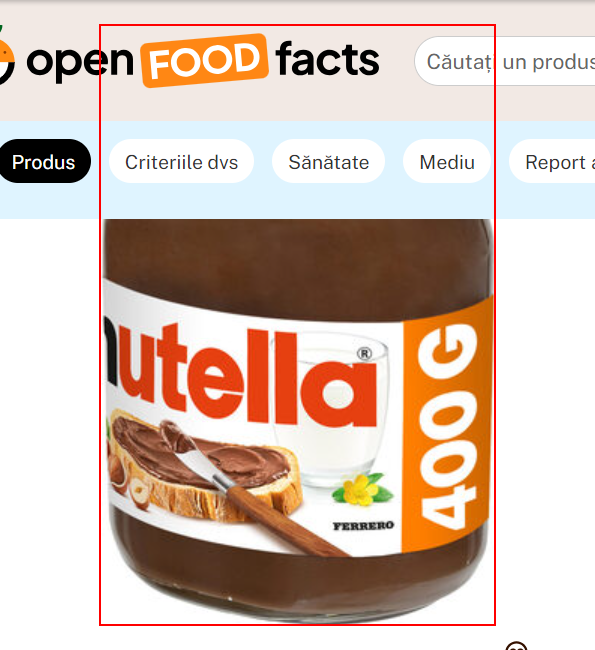 open FOOD facts
Căutați un produs
Produs
Criteriile dvs
Sănătate
Mediu
Report
nutella®
400 G
FERRERO